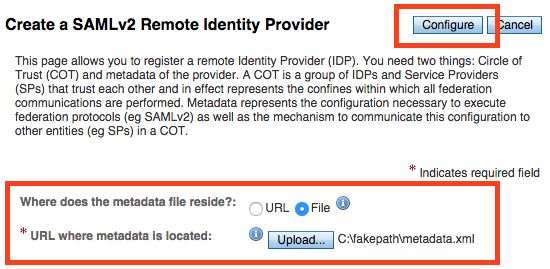 Create a SAMLv2 Remote Identity Provider
Configure
Cancel
This page allows you to register a remote Identity Provider (IDP). You need two things: Circle of
Trust (COT) and metadata of the provider. A COT is a group of IDPs and Service Providers
(SPs) that trust each other and in effect represents the confines within which all federation
communications are performed. Metadata represents the configuration necessary to execute
federation protocols (eg SAMLv2) as well as the mechanism to communicate this configuration to
other entities (eg SPs) in a COT.
* Indicates required field
Where does the metadata file reside?: URL File
* URL where metadata is located: Upload... C:\fakepath\metadata.xml